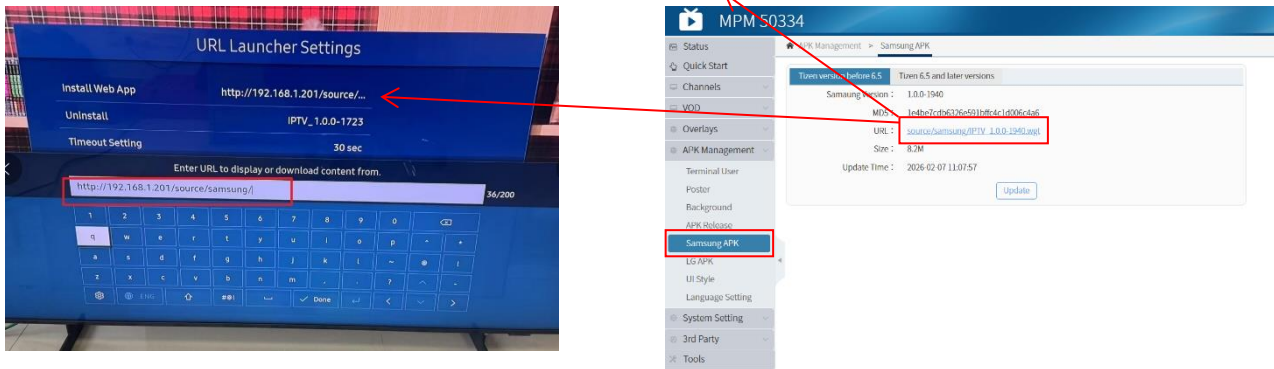 URL Launcher Settings
Install Web App
http://192.168.1.201/source/...
Uninstall
IPTV_1.0.0-1723
Timeout Setting
30 sec
Enter URL to display or download content from.
http://192.168.1.201/source/samsung/
36/200
1 2 3 4 5 6 7 8 9 0
q w e r t y u i o p
a s d f g h j k l ~ @ !
z x c v b n m , . ? ^
ENG #@! Done < >
MPM 50334
Status
Quick Start
Channels
VOD
Overlays
APK Management
Terminal User
Poster
Background
APK Release
Samsung APK
LG APK
UI Style
Language Setting
System Setting
3rd Party
Tools
APK Management > Samsung APK
Tizen version before 6.5 Tizen 6.5 and later versions
Samsung Version : 1.0.0-1940
MD5 : 1e4be7cdb6326e591bffc4c1d006c4a6
URL : source/samsung/IPTV_1.0.0-1940.wgt
Size : 8.2M
Update Time : 2026-02-07 11:07:57
Update